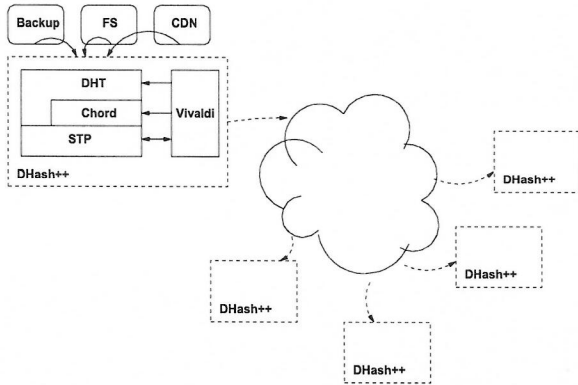 Backup FS CDN
DHT
Chord
Vivaldi
STP
DHash++
DHash++
DHash++
DHash++
DHash++